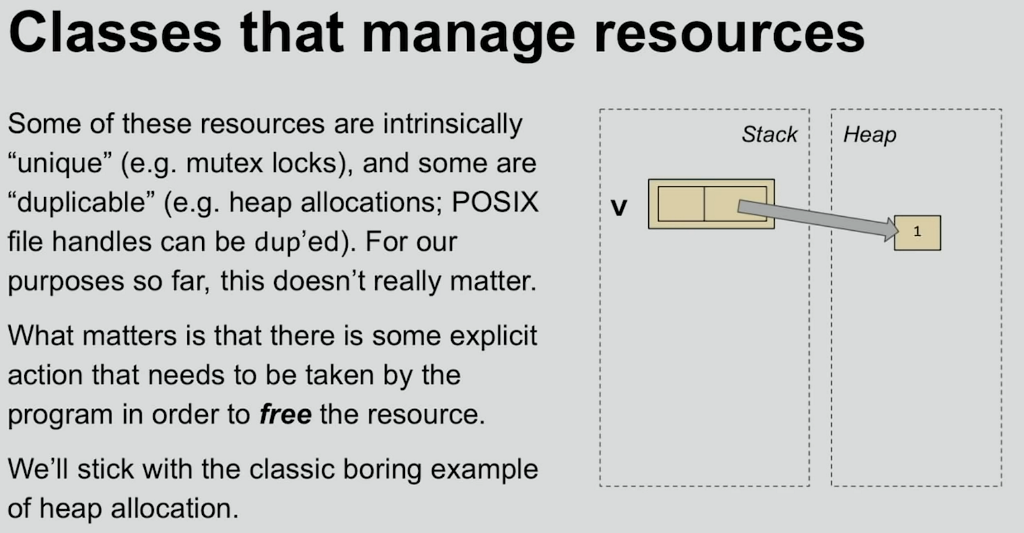 Classes that manage resources
Some of these resources are intrinsically
“unique” (e.g. mutex locks), and some are
“duplicable” (e.g. heap allocations; POSIX
file handles can be dup’ed). For our
purposes so far, this doesn’t really matter.
What matters is that there is some explicit
action that needs to be taken by the
program in order to free the resource.
We’ll stick with the classic boring example
of heap allocation.
Stack
Heap
v
1